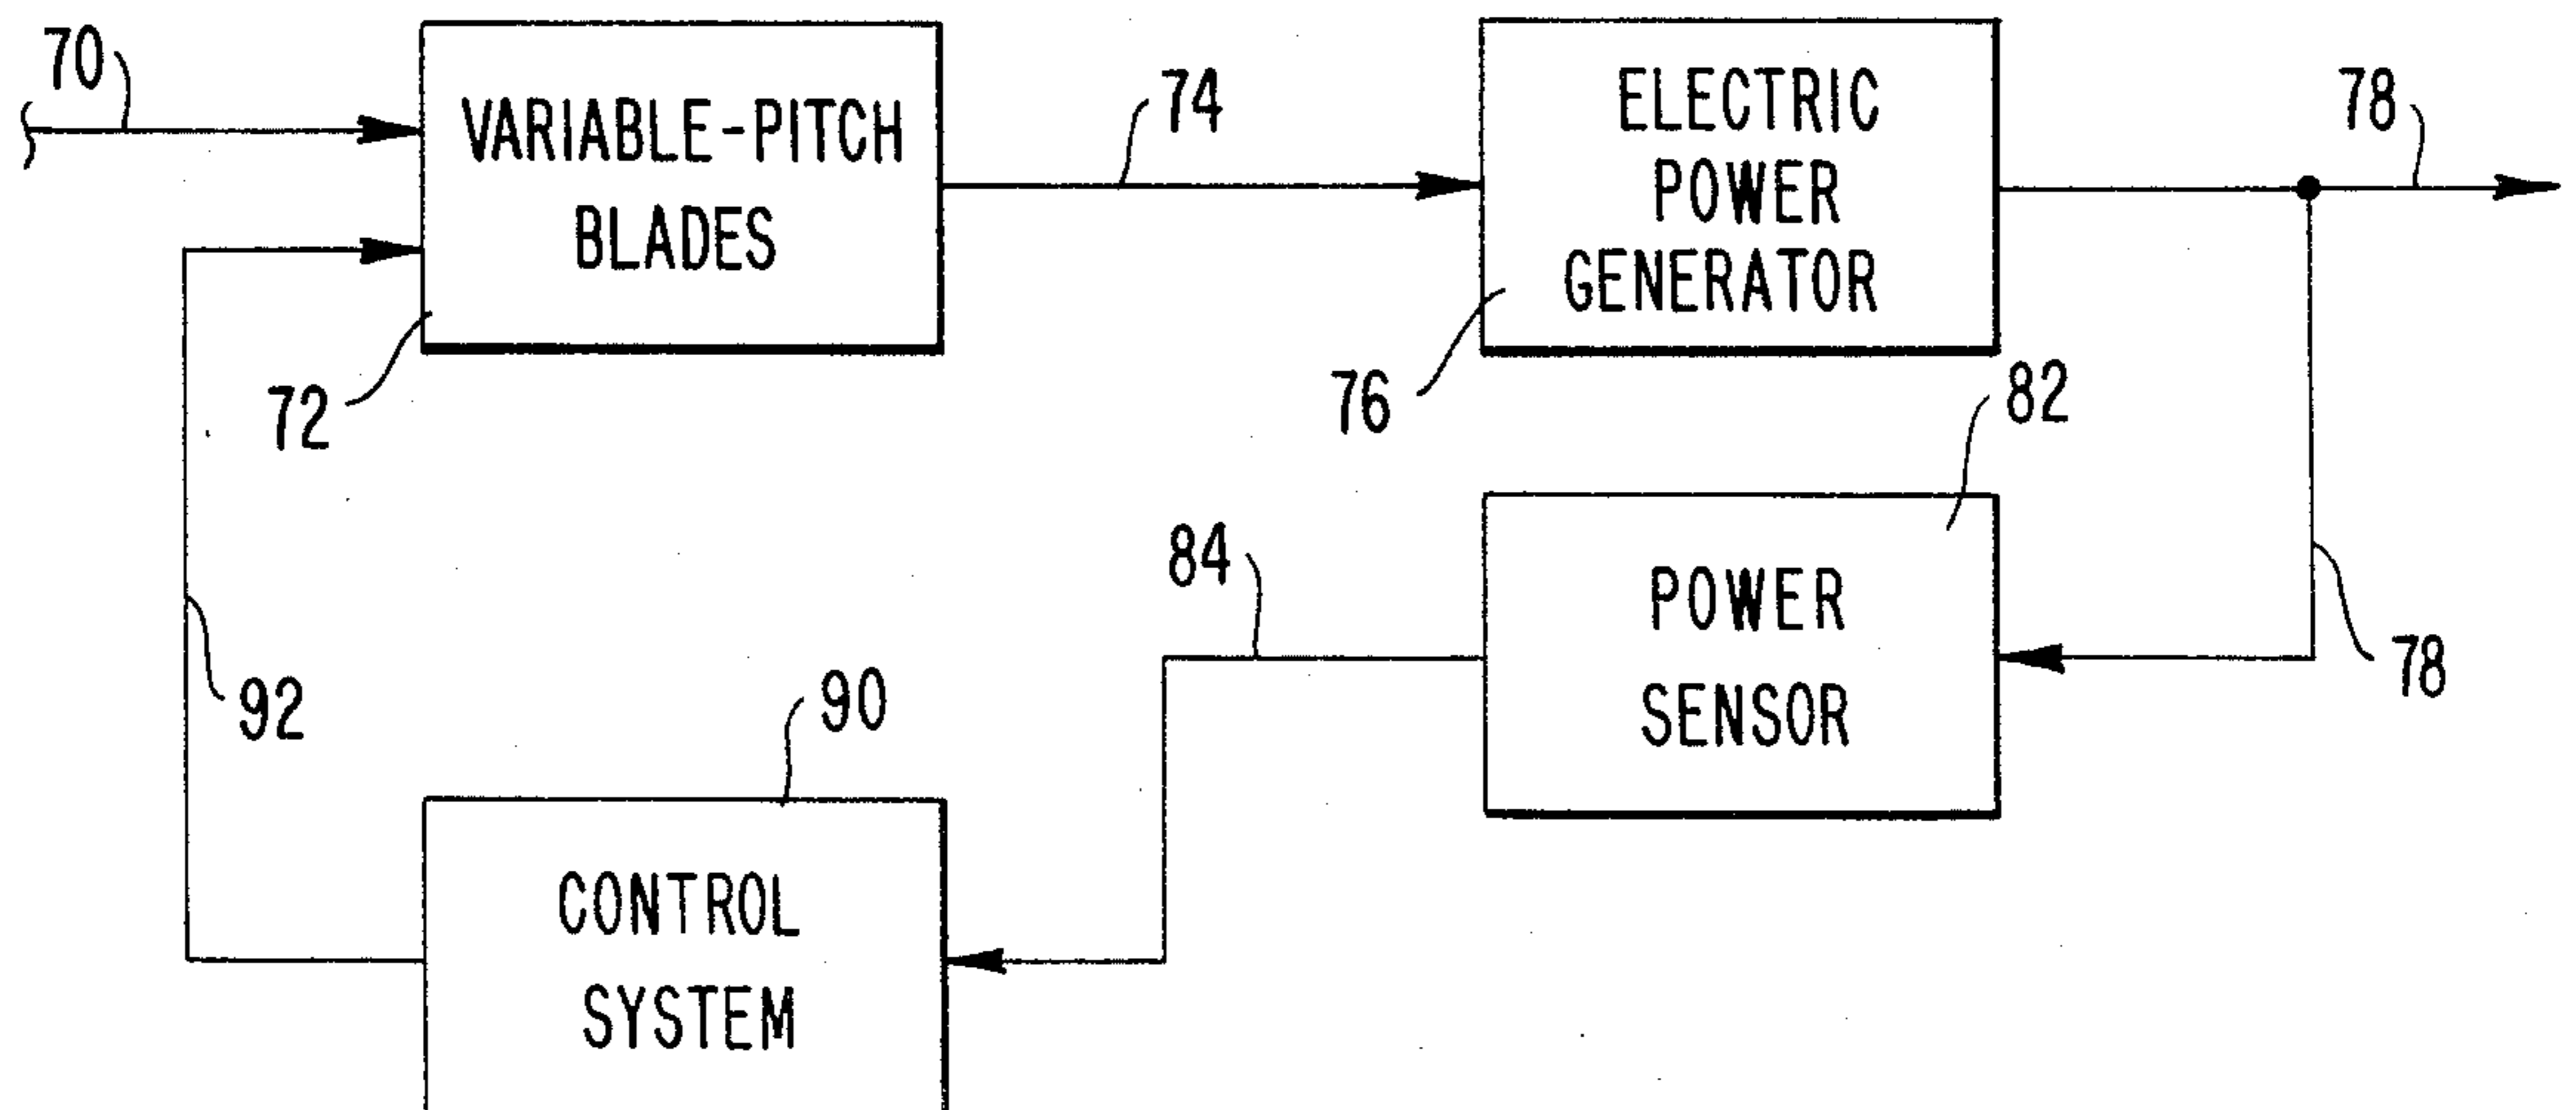 70
VARIABLE-PITCH
BLADES
72
74
ELECTRIC
POWER
GENERATOR
76
78
82
POWER
SENSOR
78
84
90
CONTROL
SYSTEM
92